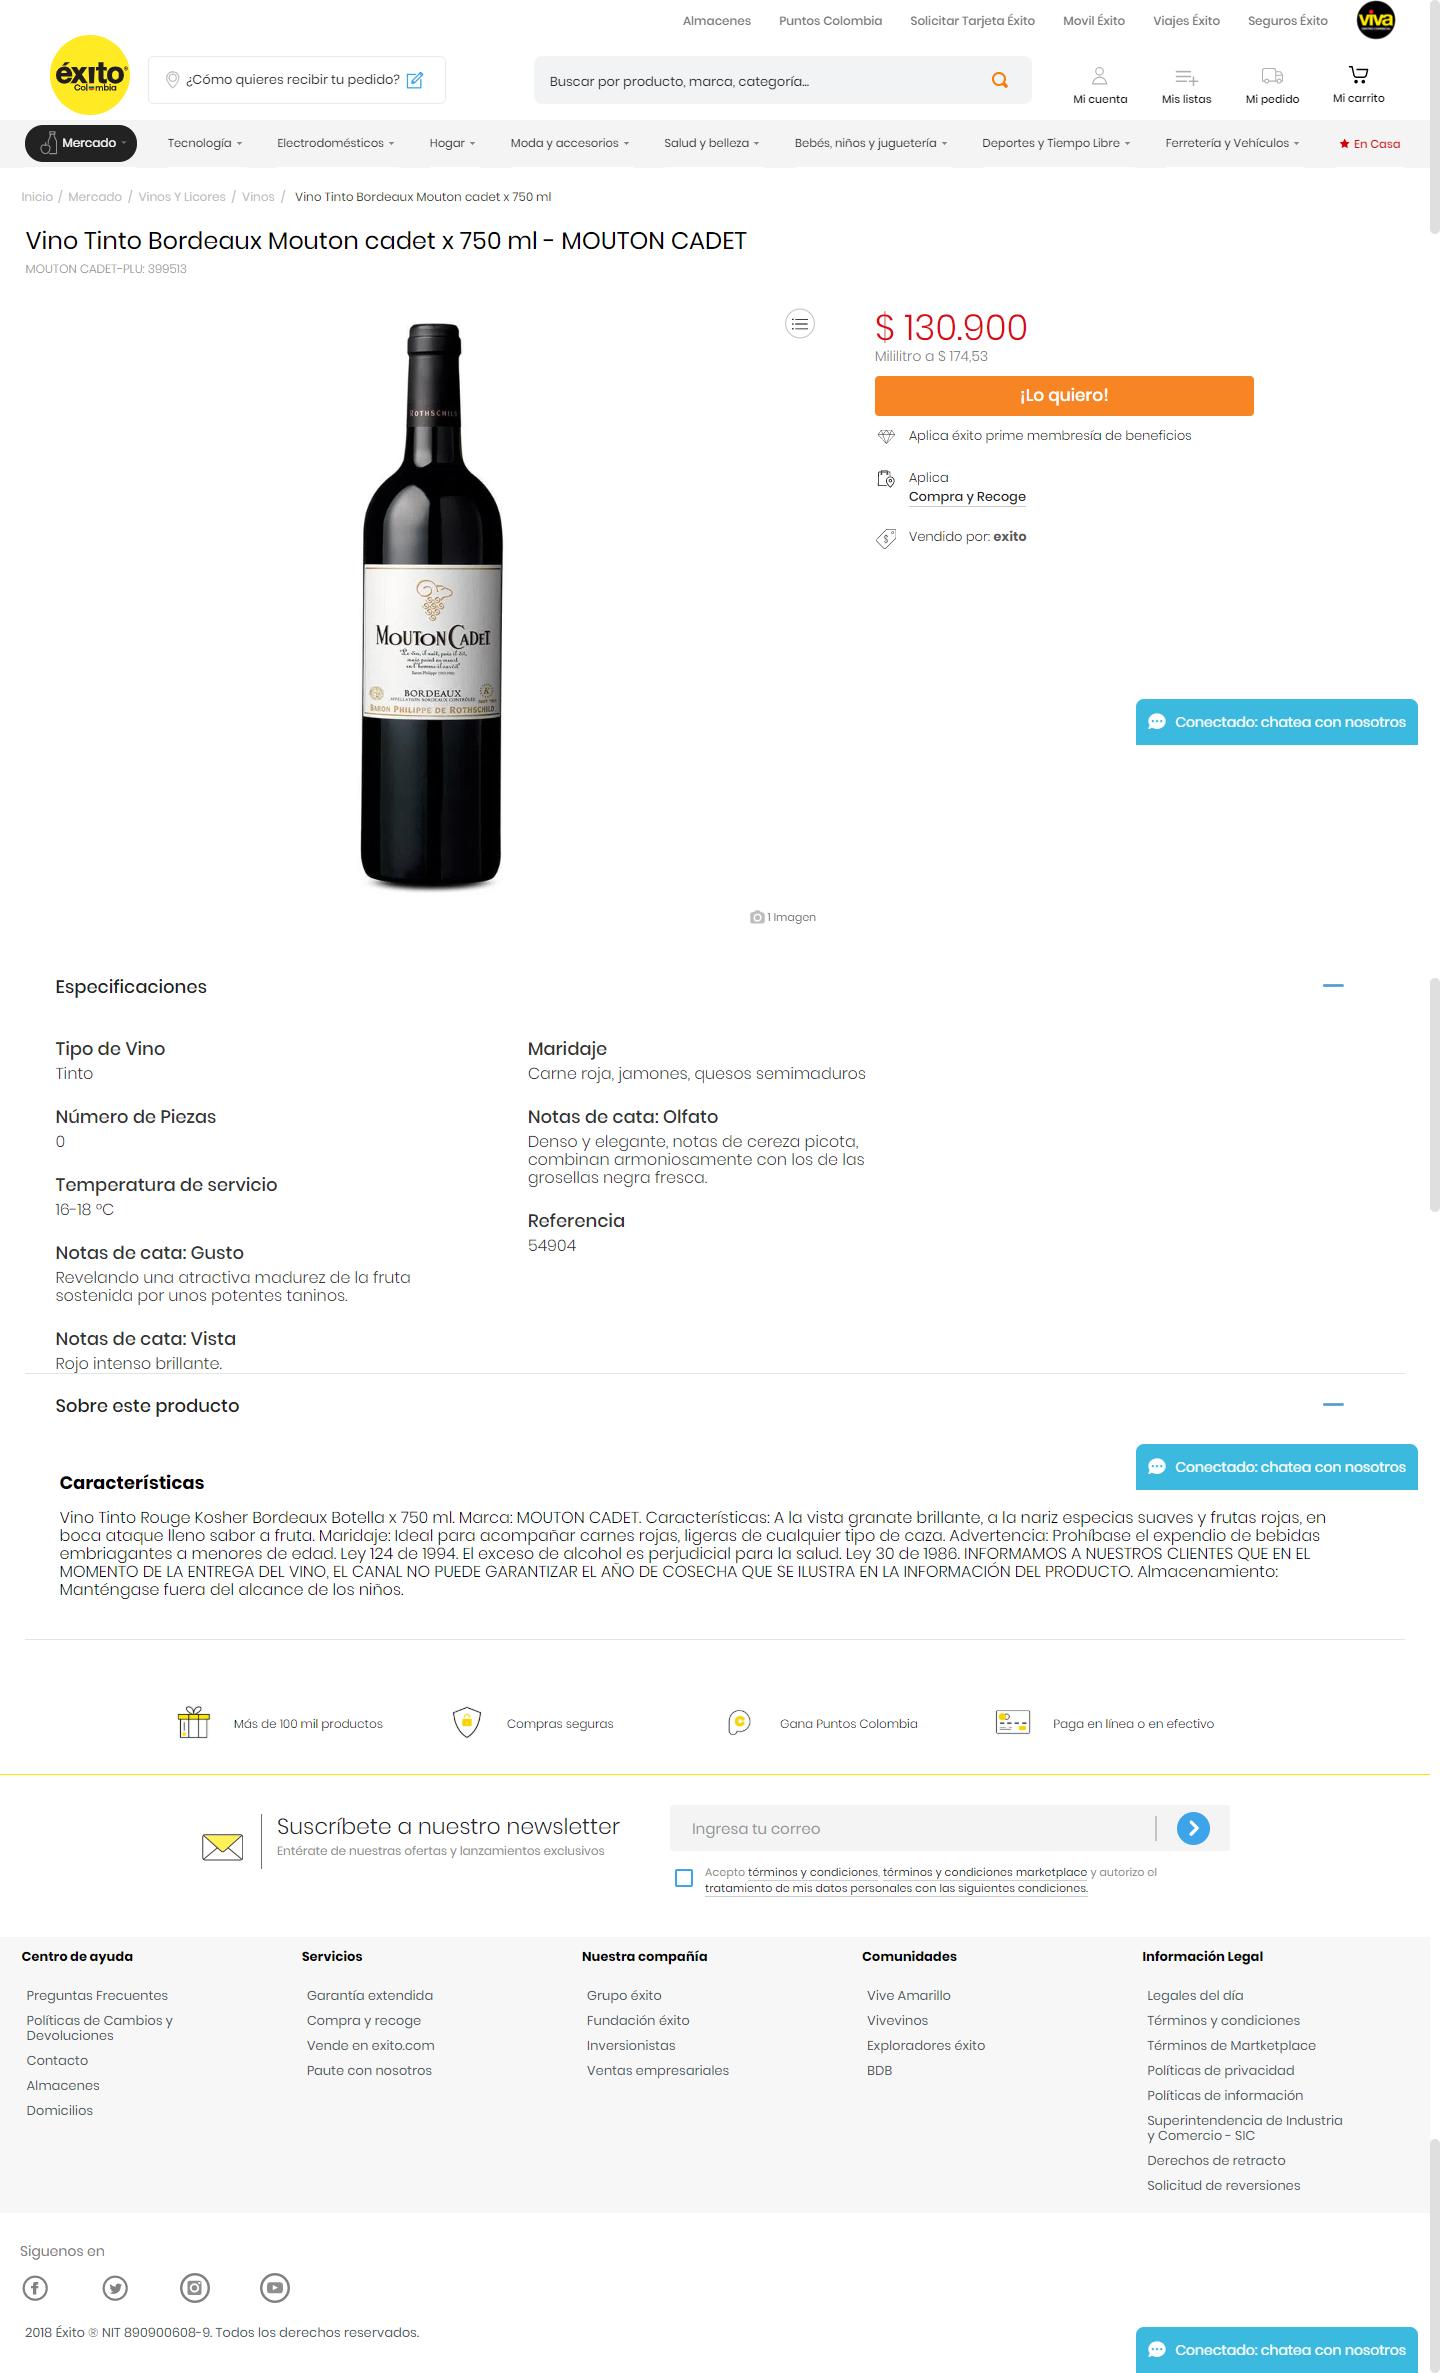 Almacenes Puntos Colombia Solicitar Tarjeta Éxito Movil Éxito Viajes Éxito Seguros Éxito viva
éxito
Colombia
¿Cómo quieres recibir tu pedido?
Buscar por producto, marca, categoría...
Mi cuenta Mis listas Mi pedido Mi carrito
Mercado Tecnología Electrodomésticos Hogar Moda y accesorios Salud y belleza Bebés, niños y juguetería Deportes y Tiempo Libre Ferretería y Vehículos En Casa
Inicio / Mercado / Vinos Y Licores / Vinos / Vino Tinto Bordeaux Mouton cadet x 750 ml
Vino Tinto Bordeaux Mouton cadet x 750 ml - MOUTON CADET
MOUTON CADET-PLU: 399513
ROTHSCHILD
MOUTON CADET
BORDEAUX
BARON PHILIPPE DE ROTHSCHILD
1 Imagen
$ 130.900
Mililitro a $ 174,53
¡Lo quiero!
Aplica éxito prime membresía de beneficios
Aplica
Compra y Recoge
Vendido por: exito
Conectado: chatea con nosotros
Especificaciones
Tipo de Vino
Tinto
Número de Piezas
0
Temperatura de servicio
16-18 °C
Notas de cata: Gusto
Revelando una atractiva madurez de la fruta
sostenida por unos potentes taninos.
Notas de cata: Vista
Rojo intenso brillante.
Maridaje
Carne roja, jamones, quesos semimaduros
Notas de cata: Olfato
Denso y elegante, notas de cereza picota,
combinan armoniosamente con los de las
grosellas negra fresca.
Referencia
54904
Sobre este producto
Conectado: chatea con nosotros
Características
Vino Tinto Rouge Kosher Bordeaux Botella x 750 ml. Marca: MOUTON CADET. Características: A la vista granate brillante, a la nariz especias suaves y frutas rojas, en
boca ataque lleno sabor a fruta. Maridaje: Ideal para acompañar carnes rojas, ligeras de cualquier tipo de caza. Advertencia: Prohíbase el expendio de bebidas
embriagantes a menores de edad. Ley 124 de 1994. El exceso de alcohol es perjudicial para la salud. Ley 30 de 1986. INFORMAMOS A NUESTROS CLIENTES QUE EN EL
MOMENTO DE LA ENTREGA DEL VINO, EL CANAL NO PUEDE GARANTIZAR EL AÑO DE COSECHA QUE SE ILUSTRA EN LA INFORMACIÓN DEL PRODUCTO. Almacenamiento:
Manténgase fuera del alcance de los niños.
Más de 100 mil productos Compras seguras Gana Puntos Colombia Paga en línea o en efectivo
Suscríbete a nuestro newsletter
Entérate de nuestras ofertas y lanzamientos exclusivos
Ingresa tu correo
Acepto términos y condiciones, términos y condiciones marketplace y autorizo el
tratamiento de mis datos personales con las siguientes condiciones.
Centro de ayuda
Preguntas Frecuentes
Políticas de Cambios y
Devoluciones
Contacto
Almacenes
Domicilios
Servicios
Garantía extendida
Compra y recoge
Vende en exito.com
Paute con nosotros
Nuestra compañía
Grupo éxito
Fundación éxito
Inversionistas
Ventas empresariales
Comunidades
Vive Amarillo
Vivevinos
Exploradores éxito
BDB
Información Legal
Legales del día
Términos y condiciones
Términos de Martketplace
Políticas de privacidad
Políticas de información
Superintendencia de Industria
y Comercio - SIC
Derechos de retracto
Solicitud de reversiones
Siguenos en
2018 Éxito ® NIT 890900608-9. Todos los derechos reservados.
Conectado: chatea con nosotros